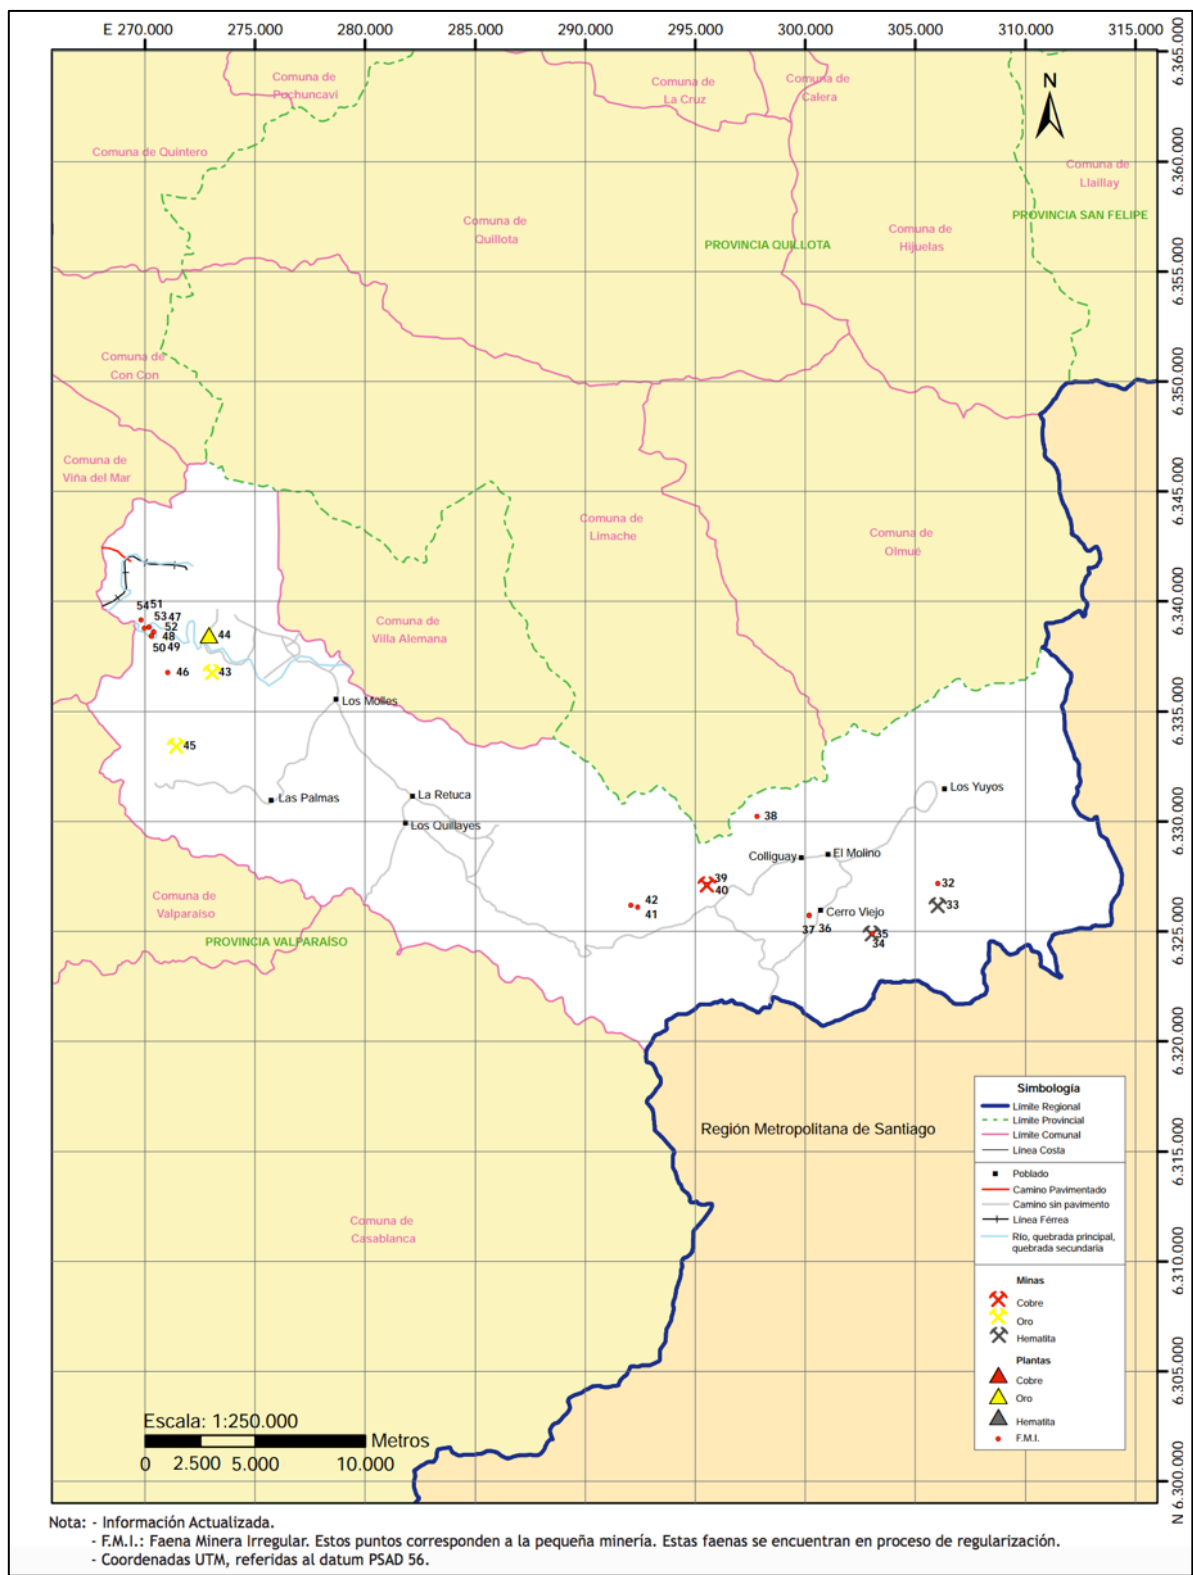 E 270.000 275.000 280.000 285.000 290.000 295.000 300.000 305.000 310.000 315.000
6.365.000
Comuna de
Puchuncavi
Comuna de
La Cruz
Comuna de
Calera
N
Comuna de Quintero
6.360.000
Comuna de
Llaillay
PROVINCIA SAN FELIPE
Comuna de
Quillota
PROVINCIA QUILLOTA
Comuna de
Hijuelas
6.355.000
Comuna de
Con Con
6.350.000
Comuna de
Viña del Mar
6.345.000
Comuna de
Limache
Comuna de
Olmué
6.340.000
54 51
53 47
52
48
50 49
44
Comuna de
Villa Alemana
46
43
6.335.000
Los Molles
45
Las Palmas
La Retuca
Los Quillayes
Los Yuyos
6.330.000
38
Colliguay
El Molino
39
40
32
33
42
41
Cerro Viejo
37 36
35
34
Comuna de
Valparaíso
PROVINCIA VALPARAÍSO
6.325.000
6.320.000
Región Metropolitana de Santiago
6.315.000
Comuna de
Casablanca
6.310.000
6.305.000
N 6.300.000
Simbología
Límite Regional
Límite Provincial
Límite Comunal
Línea Costa
Poblado
Camino Pavimentado
Camino sin pavimento
Línea Férrea
Río, quebrada principal,
quebrada secundaria
Minas
Cobre
Oro
Hematita
Plantas
Cobre
Oro
Hematita
F.M.I.
Escala: 1:250.000
Metros
0 2.500 5.000 10.000
Nota: - Información Actualizada.
- F.M.I.: Faena Minera Irregular. Estos puntos corresponden a la pequeña minería. Estas faenas se encuentran en proceso de regularización.
- Coordenadas UTM, referidas al datum PSAD 56.